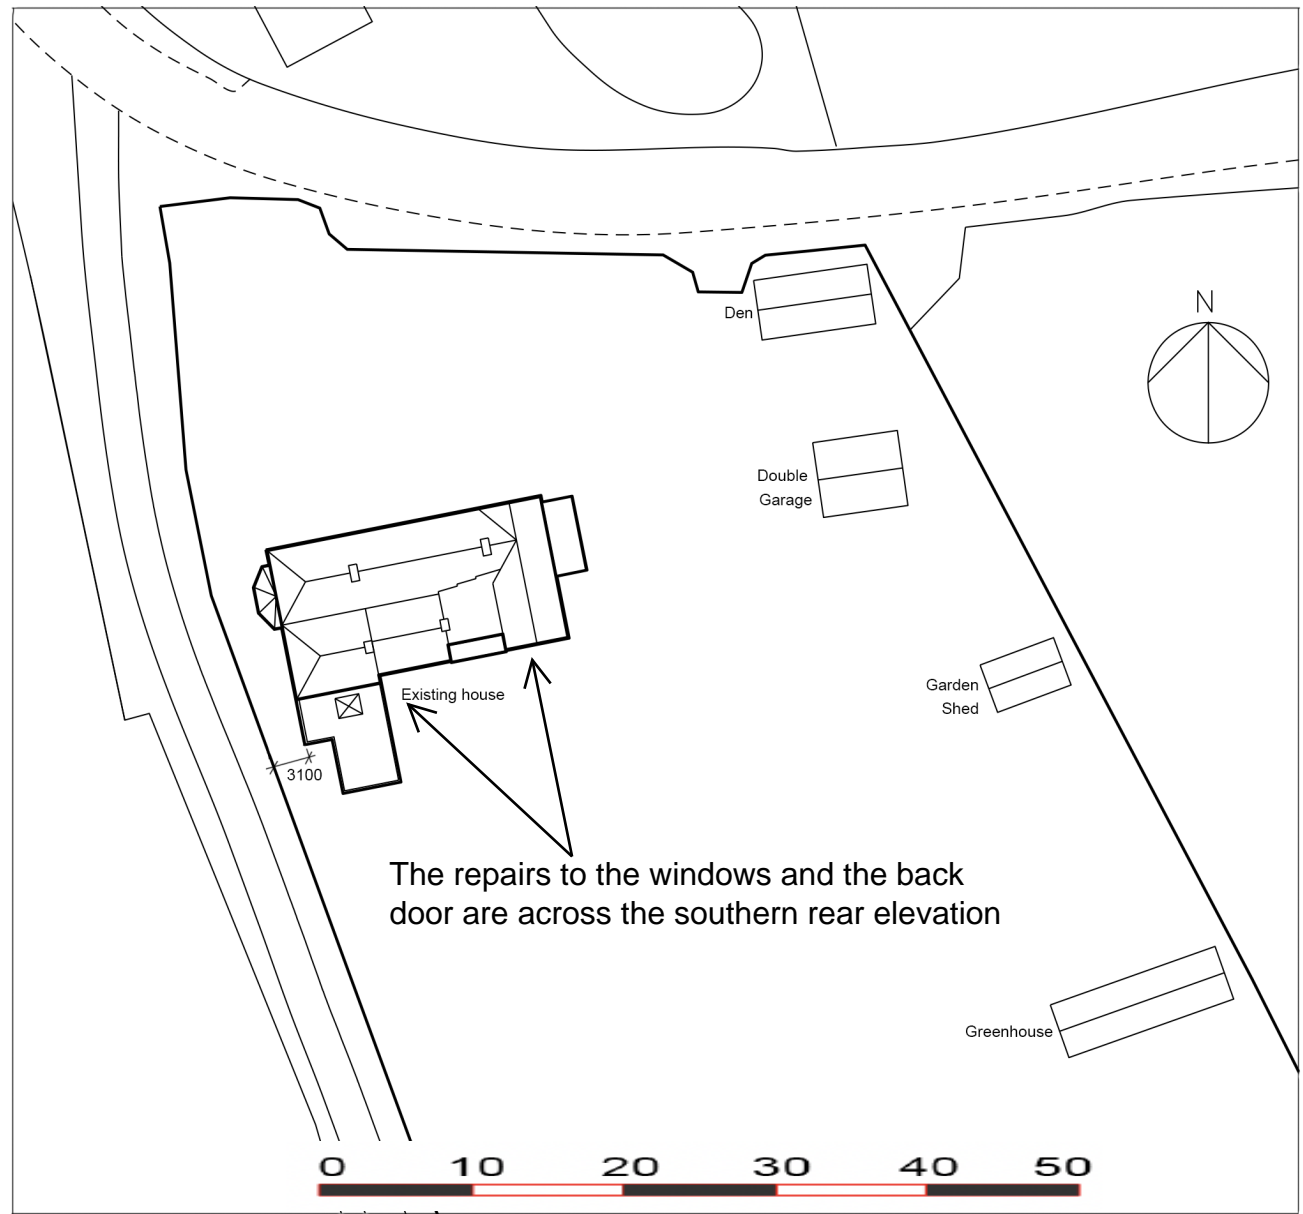 N
Den
Double
Garage
Garden
Shed
Existing house
3100
The repairs to the windows and the back
door are across the southern rear elevation
Greenhouse
0 10 20 30 40 50